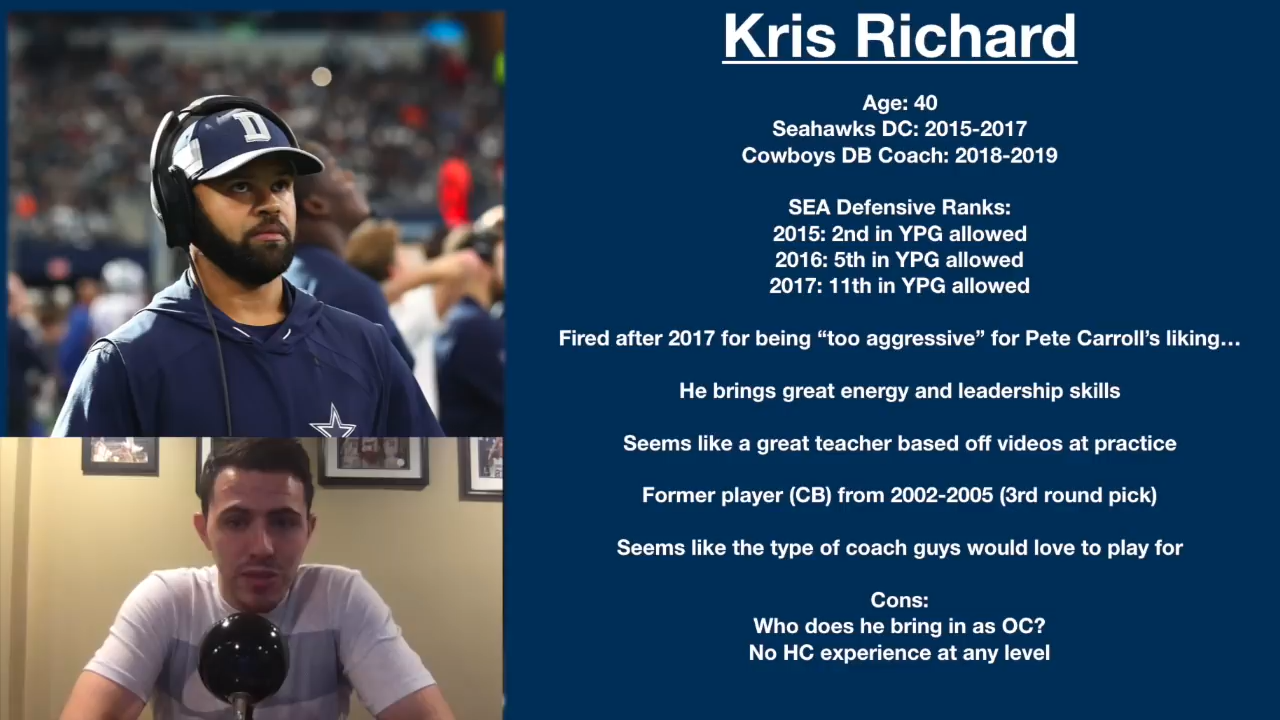 Kris Richard
Age: 40
Seahawks DC: 2015-2017
Cowboys DB Coach: 2018-2019
SEA Defensive Ranks:
2015: 2nd in YPG allowed
2016: 5th in YPG allowed
2017: 11th in YPG allowed
Fired after 2017 for being “too aggressive” for Pete Carroll’s liking…
He brings great energy and leadership skills
Seems like a great teacher based off videos at practice
Former player (CB) from 2002-2005 (3rd round pick)
Seems like the type of coach guys would love to play for
Cons:
Who does he bring in as OC?
No HC experience at any level
D